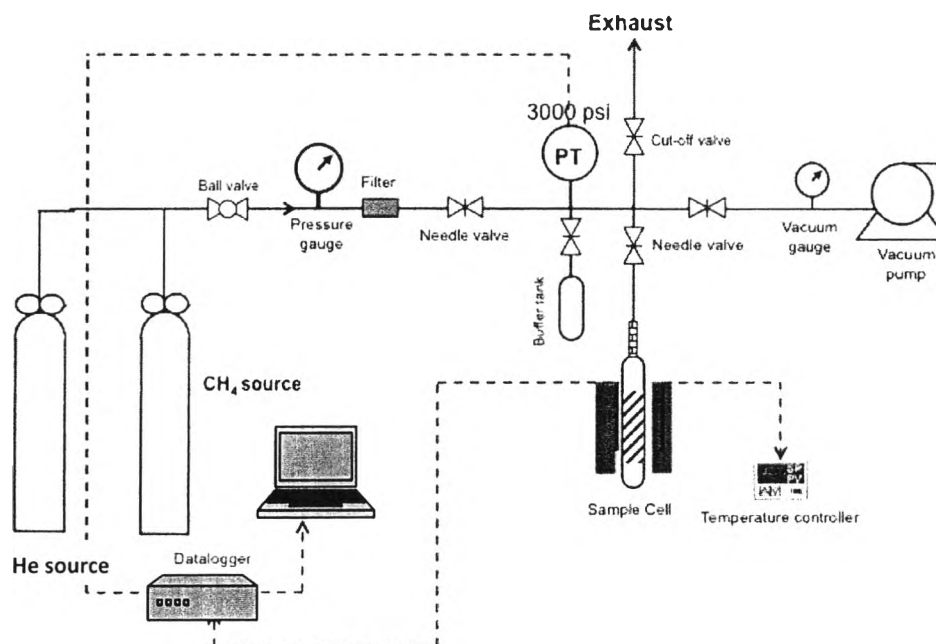 Exhaust
3000 psi
PT
Cut-off valve
Ball valve
Filter
Pressure
gauge
Needle valve
Needle valve
Vacuum
gauge
Vacuum
pump
Buffer tank
CH₄ source
Sample Cell
Temperature controller
He source
Datalogger